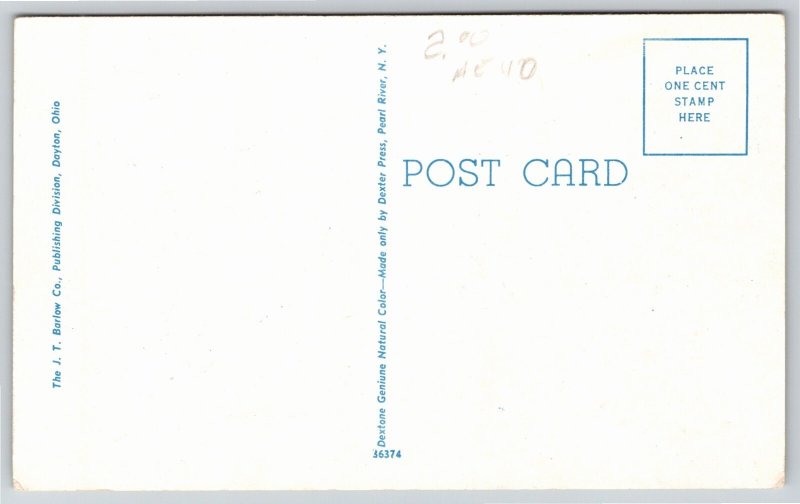 The J. T. Barlow Co., Publishing Division, Dayton, Ohio
Dextone Geniune Natural Color—Made only by Dexter Press, Pearl River, N. Y.
36374
2.00
POST CARD
PLACE
ONE CENT
STAMP
HERE